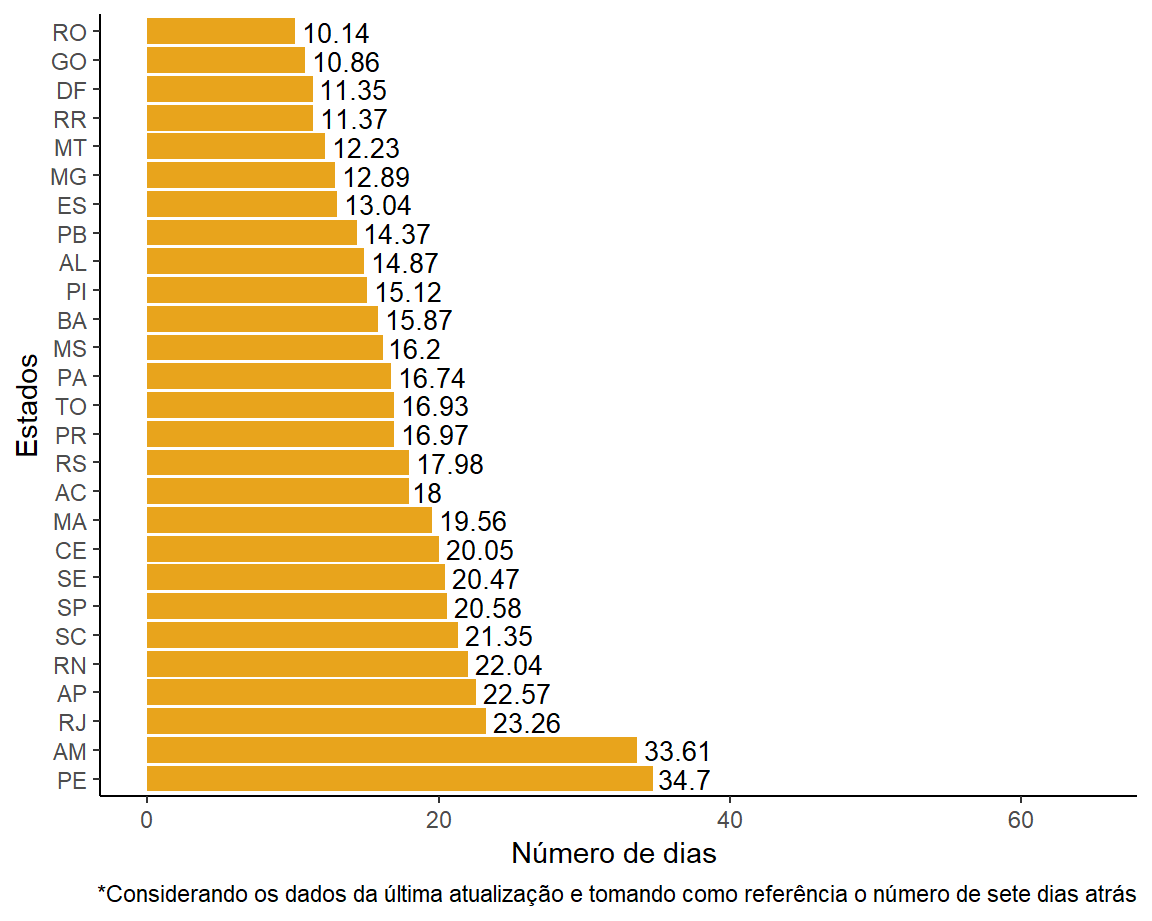 RO 10.14
GO 10.86
DF 11.35
RR 11.37
MT 12.23
MG 12.89
ES 13.04
PB 14.37
AL 14.87
PI 15.12
BA 15.87
MS 16.2
PA 16.74
TO 16.93
PR 16.97
RS 17.98
AC 18
MA 19.56
CE 20.05
SE 20.47
SP 20.58
SC 21.35
RN 22.04
AP 22.57
RJ 23.26
AM 33.61
PE 34.7
Estados
0 20 40 60
Número de dias
*Considerando os dados da última atualização e tomando como referência o número de sete dias atrás